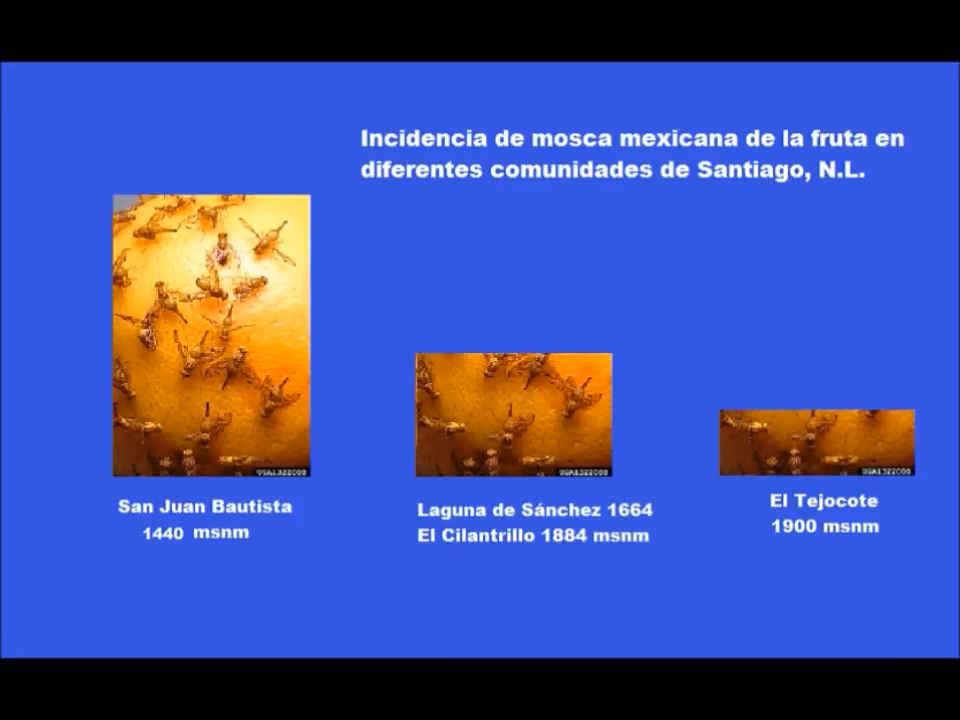 Incidencia de mosca mexicana de la fruta en
diferentes comunidades de Santiago, N.L.
San Juan Bautista
1440 msnm
Laguna de Sánchez 1664
El Cilantrillo 1884 msnm
El Tejocote
1900 msnm